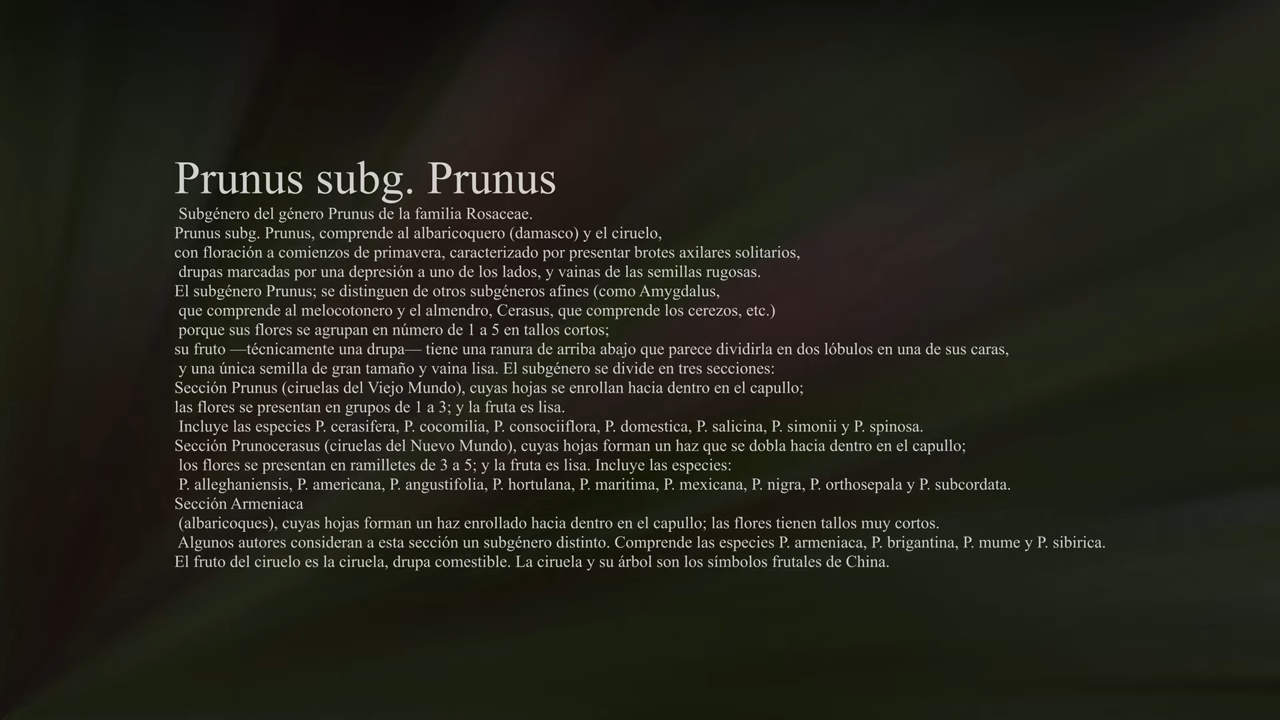 Prunus subg. Prunus
Subgénero del género Prunus de la familia Rosaceae.
Prunus subg. Prunus, comprende al albaricoquero (damasco) y el ciruelo,
con floración a comienzos de primavera, caracterizado por presentar brotes axilares solitarios,
drupas marcadas por una depresión a uno de los lados, y vainas de las semillas rugosas.
El subgénero Prunus; se distinguen de otros subgéneros afines (como Amygdalus,
que comprende al melocotonero y el almendro, Cerasus, que comprende los cerezos, etc.)
porque sus flores se agrupan en número de 1 a 5 en tallos cortos;
su fruto —técnicamente una drupa— tiene una ranura de arriba abajo que parece dividirla en dos lóbulos en una de sus caras,
y una única semilla de gran tamaño y vaina lisa. El subgénero se divide en tres secciones:
Sección Prunus (ciruelas del Viejo Mundo), cuyas hojas se enrollan hacia dentro en el capullo;
las flores se presentan en grupos de 1 a 3; y la fruta es lisa.
Incluye las especies P. cerasifera, P. cocomilia, P. consociiflora, P. domestica, P. salicina, P. simonii y P. spinosa.
Sección Prunocerasus (ciruelas del Nuevo Mundo), cuyas hojas forman un haz que se dobla hacia dentro en el capullo;
los flores se presentan en ramilletes de 3 a 5; y la fruta es lisa. Incluye las especies:
P. alleghaniensis, P. americana, P. angustifolia, P. hortulana, P. maritima, P. mexicana, P. nigra, P. orthosepala y P. subcordata.
Sección Armeniaca
(albaricoques), cuyas hojas forman un haz enrollado hacia dentro en el capullo; las flores tienen tallos muy cortos.
Algunos autores consideran a esta sección un subgénero distinto. Comprende las especies P. armeniaca, P. brigantina, P. mume y P. sibirica.
El fruto del ciruelo es la ciruela, drupa comestible. La ciruela y su árbol son los símbolos frutales de China.